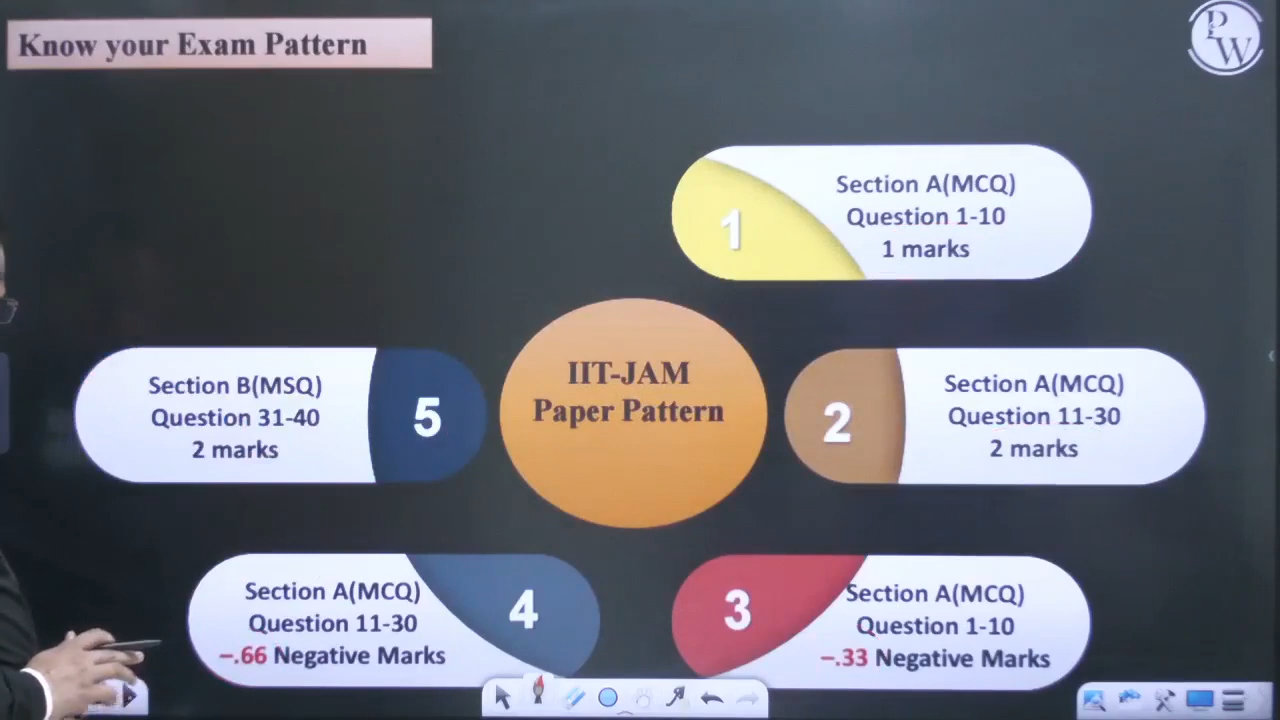 Know your Exam Pattern
PW
1
Section A(MCQ)
Question 1-10
1 marks
IIT-JAM
Paper Pattern
2
Section A(MCQ)
Question 11-30
2 marks
3
Section A(MCQ)
Question 1-10
–.33 Negative Marks
4
Section A(MCQ)
Question 11-30
–.66 Negative Marks
5
Section B(MSQ)
Question 31-40
2 marks